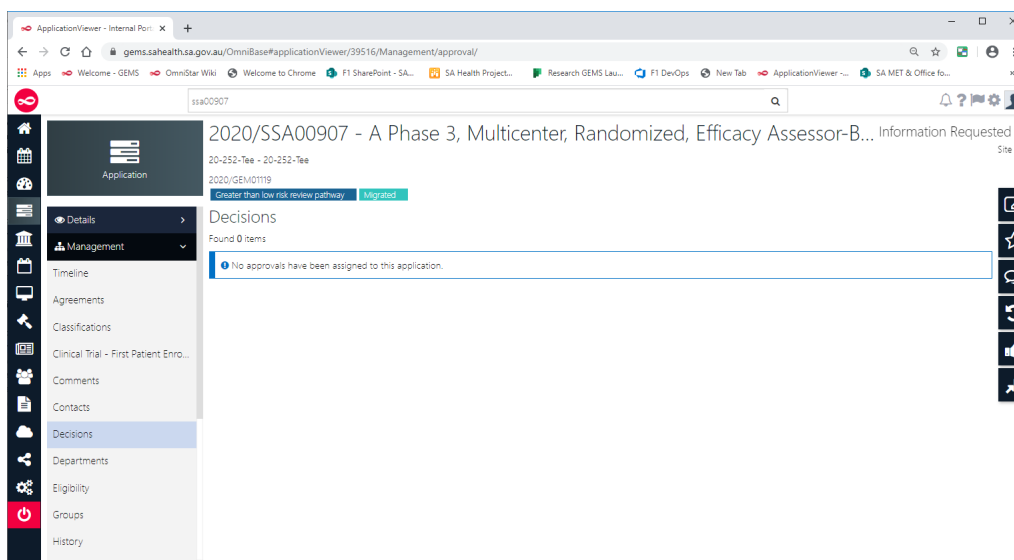 ApplicationViewer - Internal Port
gems.sahealth.sa.gov.au/OmniBase#applicationViewer/39516/Management/approval/
Apps Welcome - GEMS OmniStar Wiki Welcome to Chrome F1 SharePoint - SA... SA Health Project... Research GEMS Lau... F1 DevOps New Tab ApplicationViewer -... SA MET & Office fo...
ssa00907
Application
2020/SSA00907 - A Phase 3, Multicenter, Randomized, Efficacy Assessor-B... Information Requested
Site
20-252-Tee - 20-252-Tee
2020/GEM01119
Greater than low risk review pathway Migrated
Decisions
Found 0 items
No approvals have been assigned to this application.
Details
Management
Timeline
Agreements
Classifications
Clinical Trial - First Patient Enro...
Comments
Contacts
Decisions
Departments
Eligibility
Groups
History